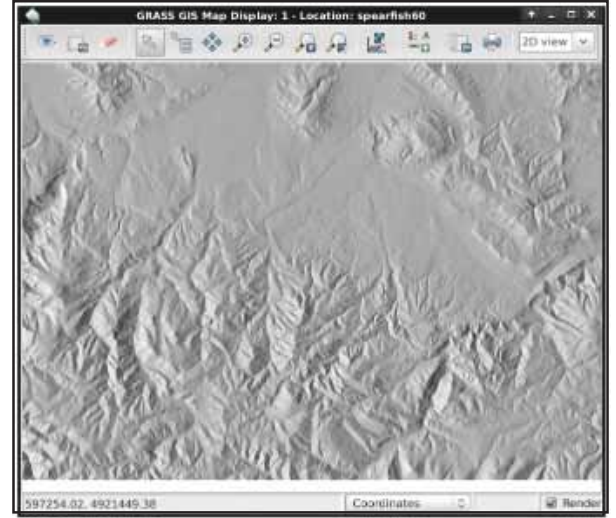 GRASS GIS Map Display: 1 - Location: spearfish60
2D view
597254.02, 4921449.38
Coordinates
Render